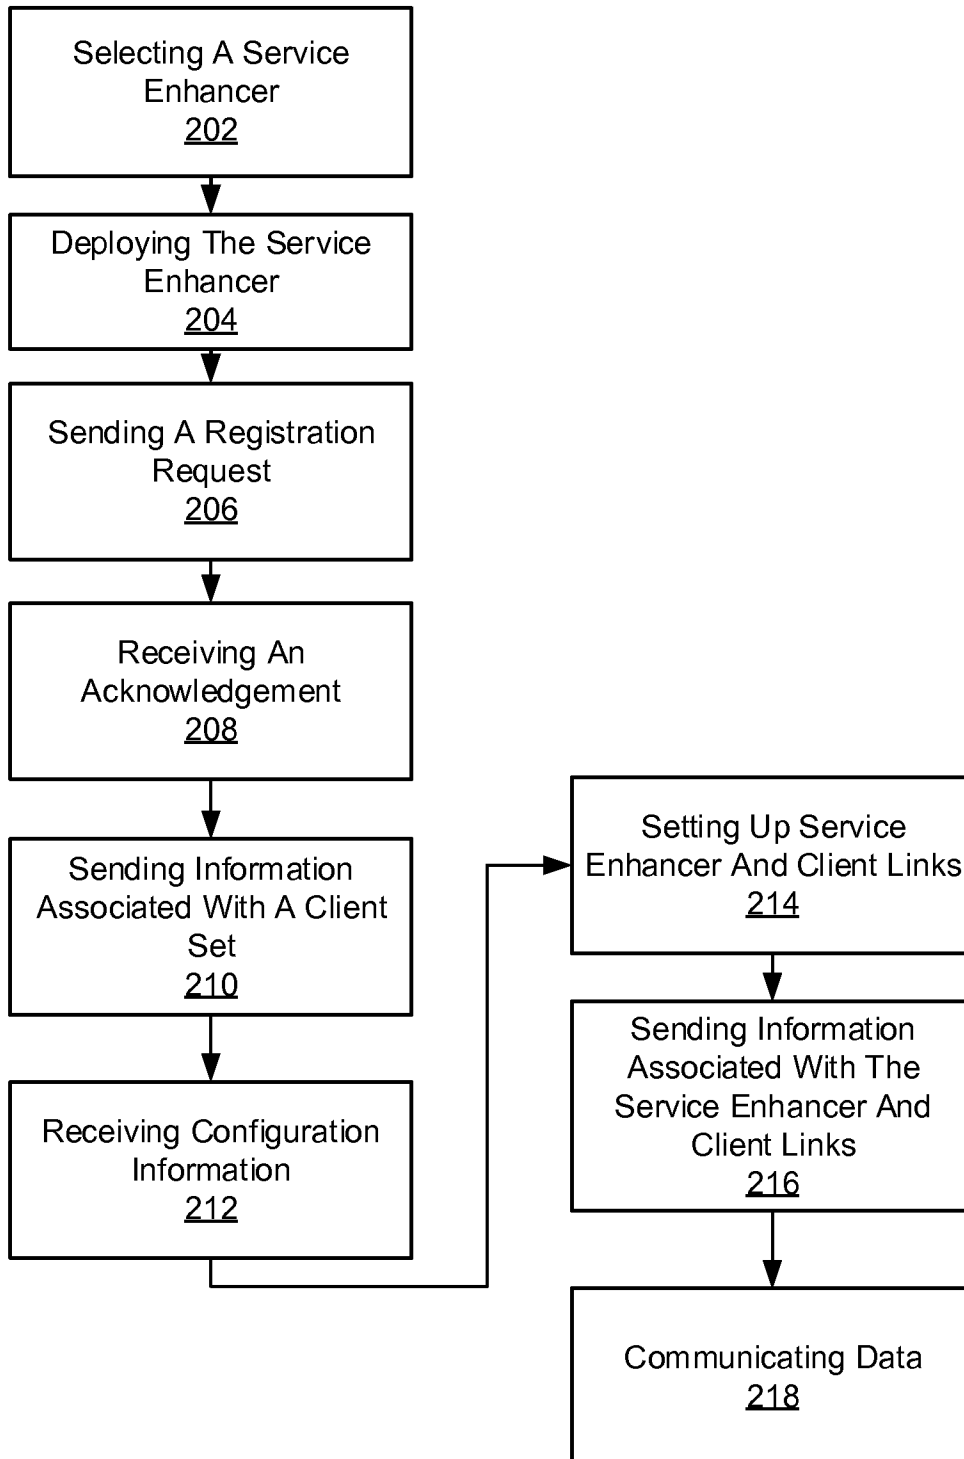 Selecting A Service
Enhancer
202
Deploying The Service
Enhancer
204
Sending A Registration
Request
206
Receiving An
Acknowledgement
208
Sending Information
Associated With A Client
Set
210
Receiving Configuration
Information
212
Setting Up Service
Enhancer And Client Links
214
Sending Information
Associated With The
Service Enhancer And
Client Links
216
Communicating Data
218